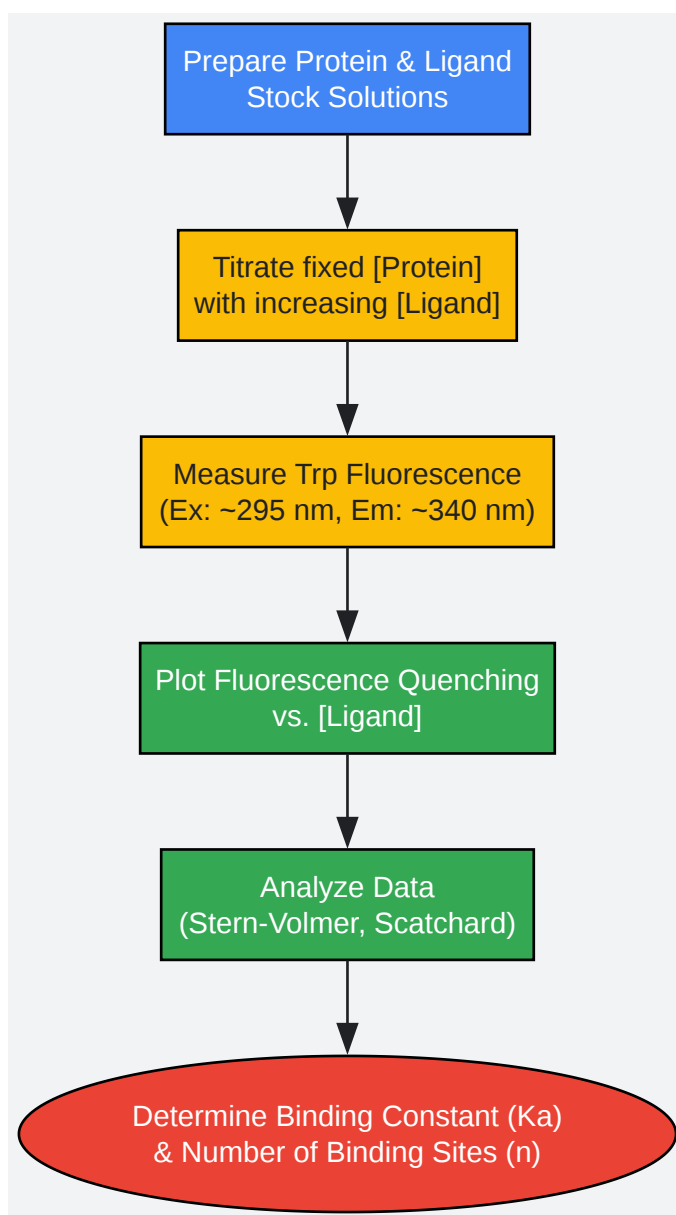 Prepare Protein & Ligand
Stock Solutions
Titrate fixed [Protein]
with increasing [Ligand]
Measure Trp Fluorescence
(Ex: ~295 nm, Em: ~340 nm)
Plot Fluorescence Quenching
vs. [Ligand]
Analyze Data
(Stern-Volmer, Scatchard)
Determine Binding Constant (Ka)
& Number of Binding Sites (n)